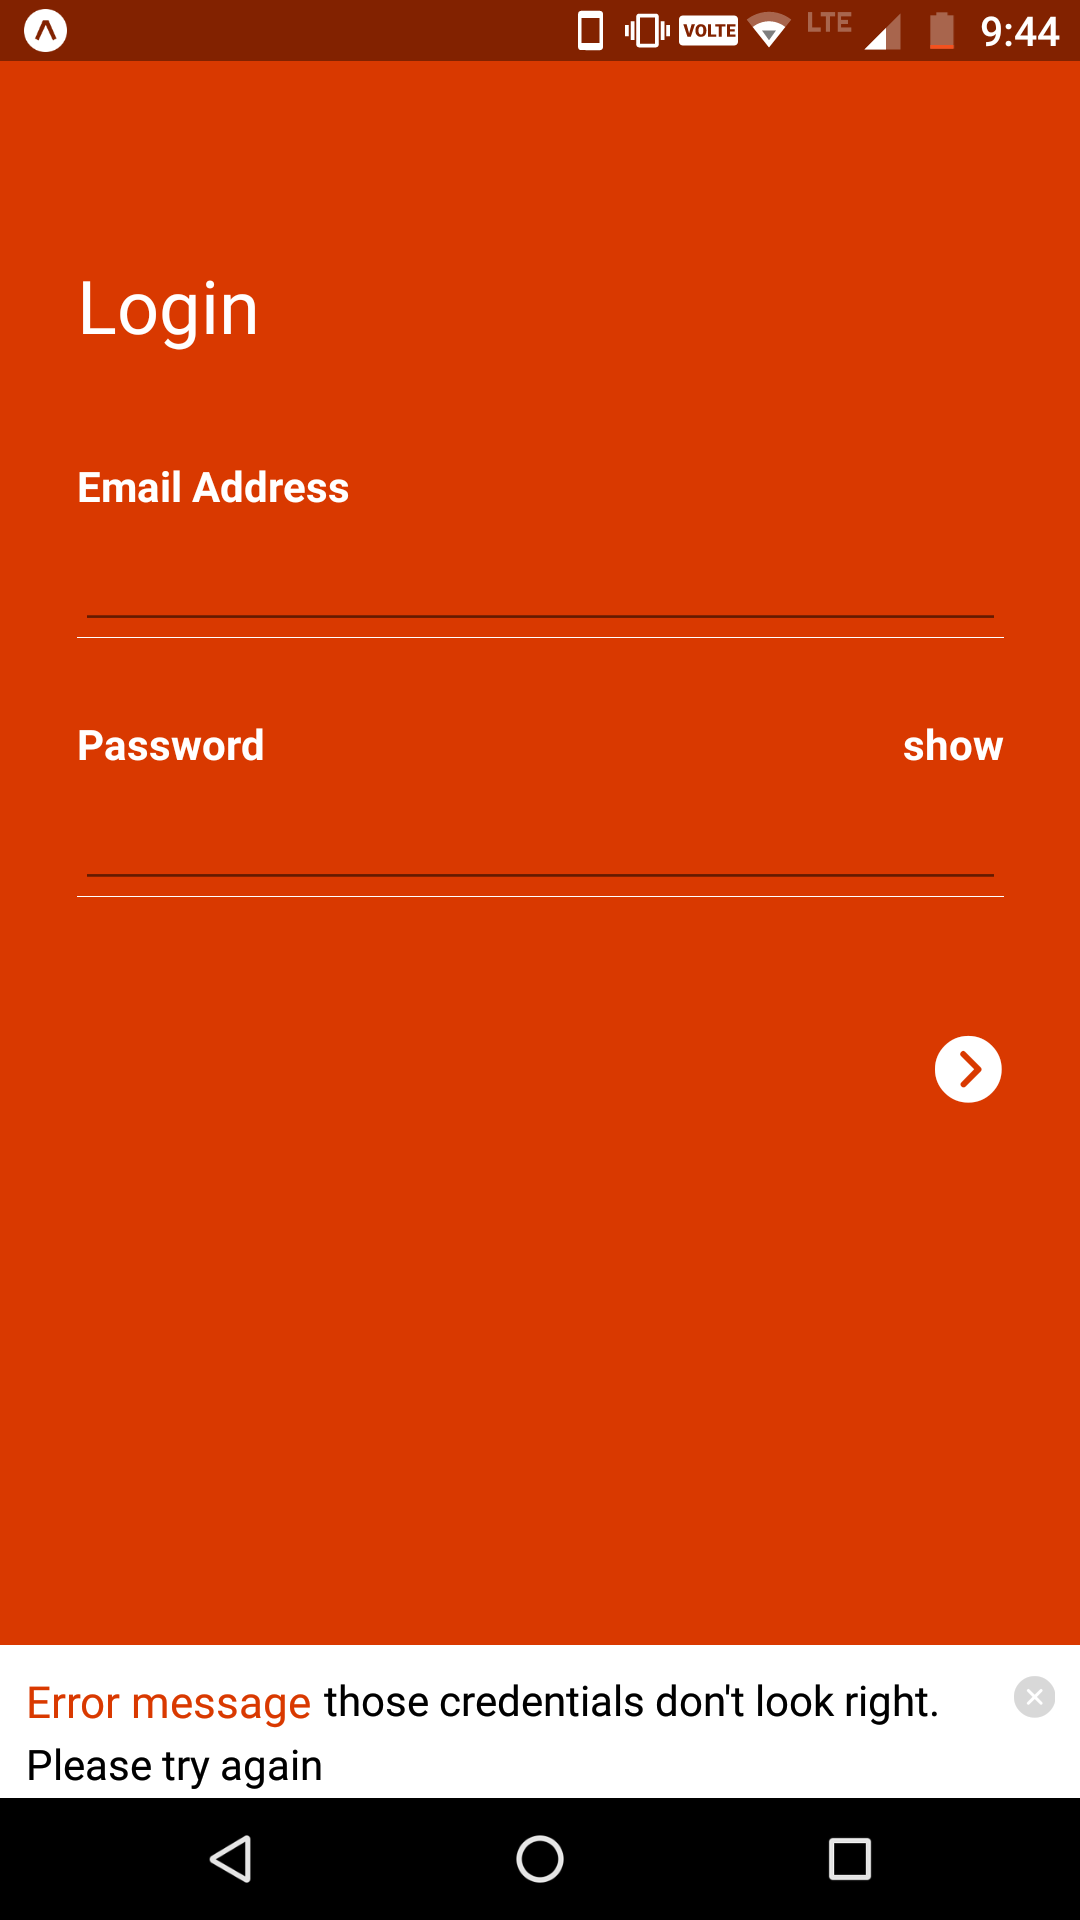 VOLTE LTE 9:44
Login
Email Address
Password show
Error message those credentials don't look right.
Please try again